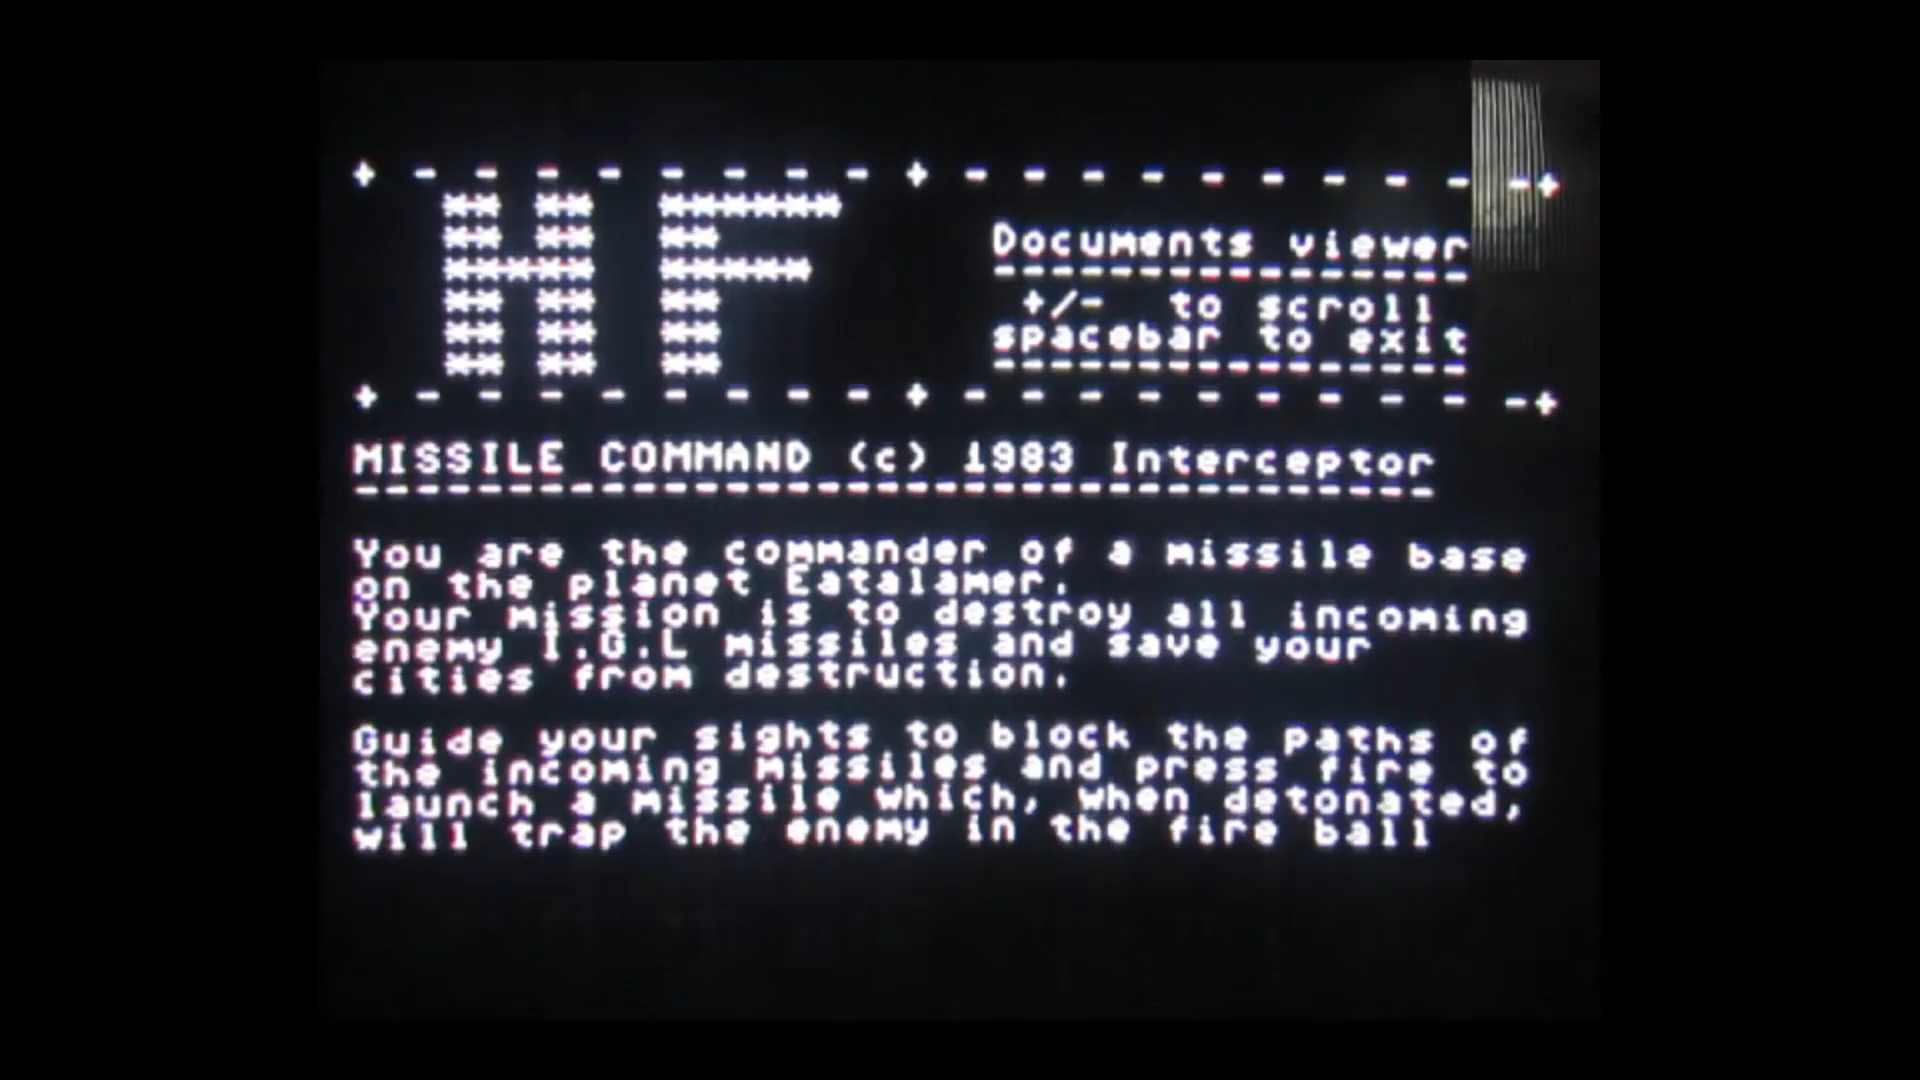 HF
Documents viewer
+/- to scroll
spacebar to exit
MISSILE COMMAND (c) 1983 Interceptor
You are the commander of a missile base
on the planet Eatalamer.
Your mission is to destroy all incoming
enemy I.G.L missiles and save your
cities from destruction.
Guide your sights to block the paths of
the incoming missiles and press fire to
launch a missile which, when detonated,
will trap the enemy in the fire ball